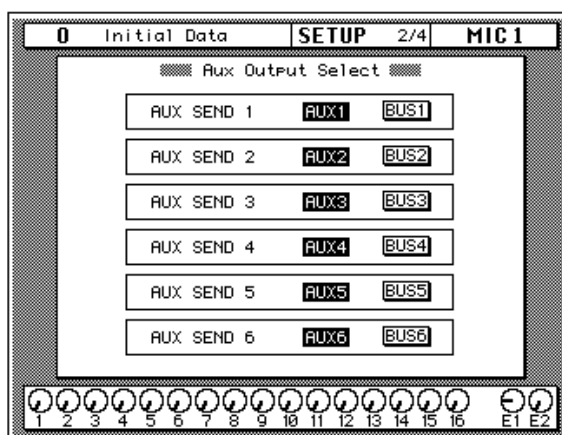 0 Initial Data SETUP 2/4 MIC 1
Aux Output Select
AUX SEND 1 AUX1 BUS1
AUX SEND 2 AUX2 BUS2
AUX SEND 3 AUX3 BUS3
AUX SEND 4 AUX4 BUS4
AUX SEND 5 AUX5 BUS5
AUX SEND 6 AUX6 BUS6
1 2 3 4 5 6 7 8 9 10 11 12 13 14 15 16 E1 E2